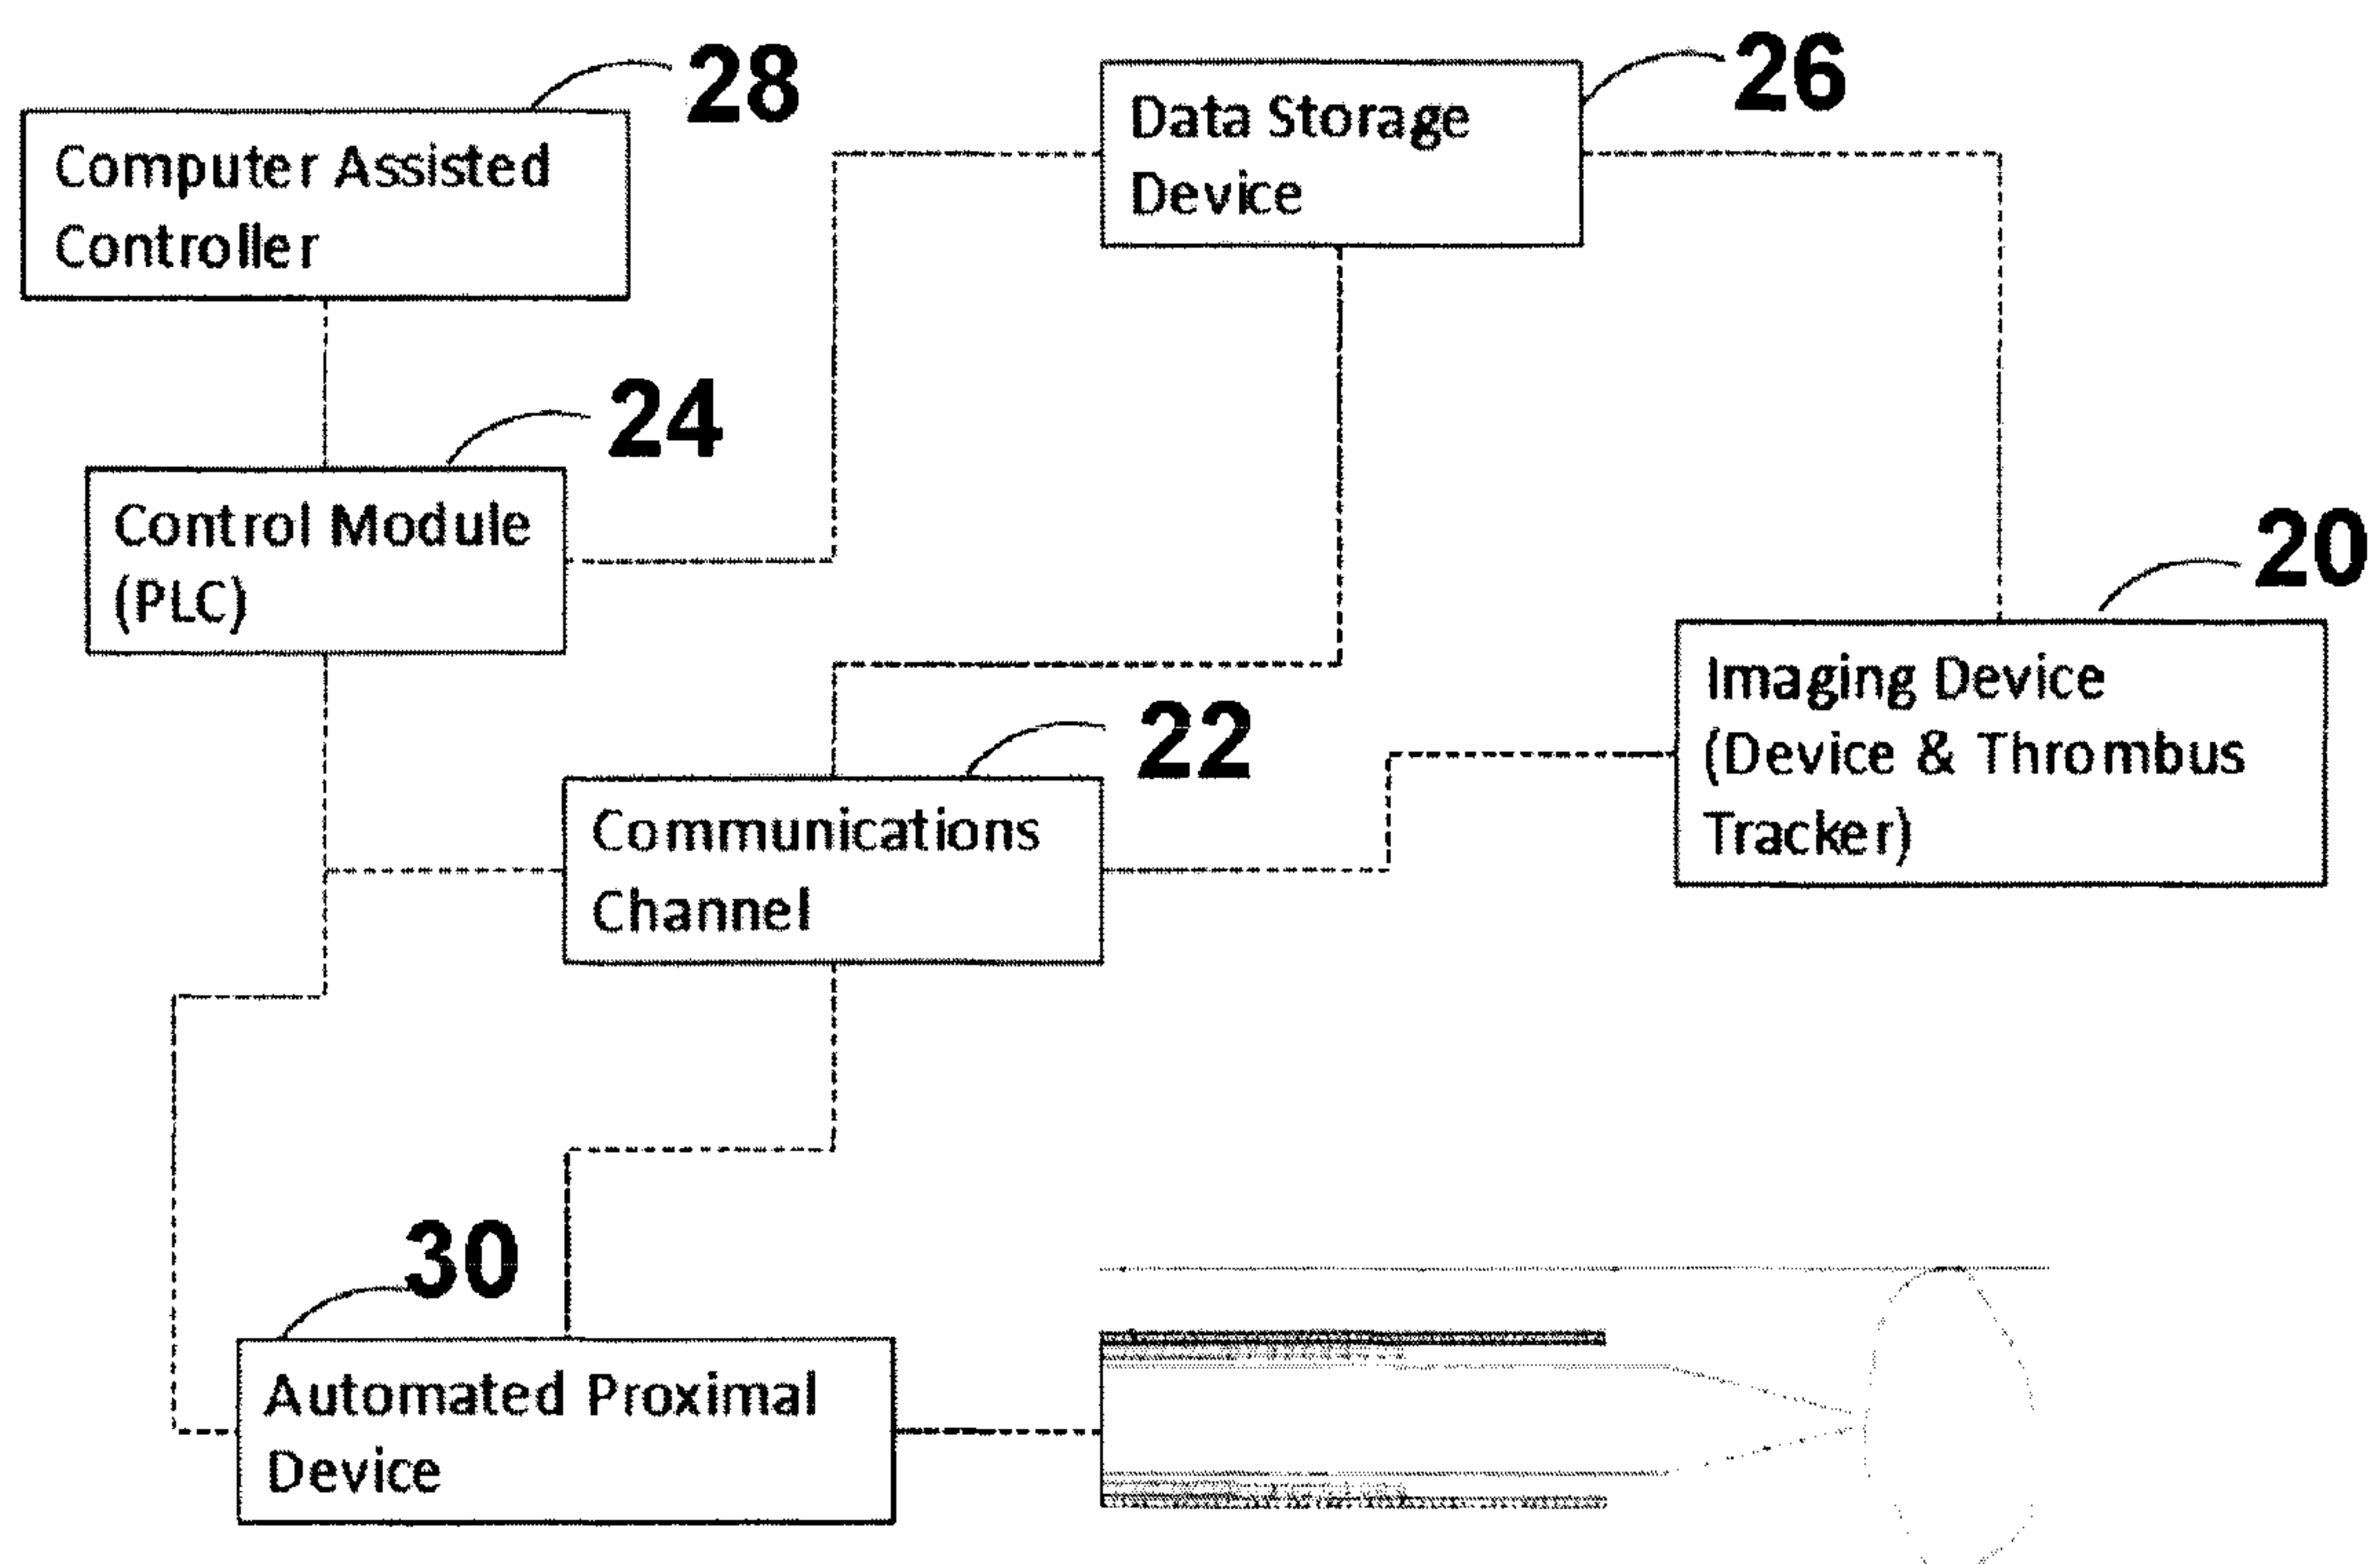 28
Computer Assisted
Controller
26
Data Storage
Device
24
Control Module
(PLC)
20
Imaging Device
(Device & Thrombus
Tracker)
22
Communications
Channel
30
Automated Proximal
Device